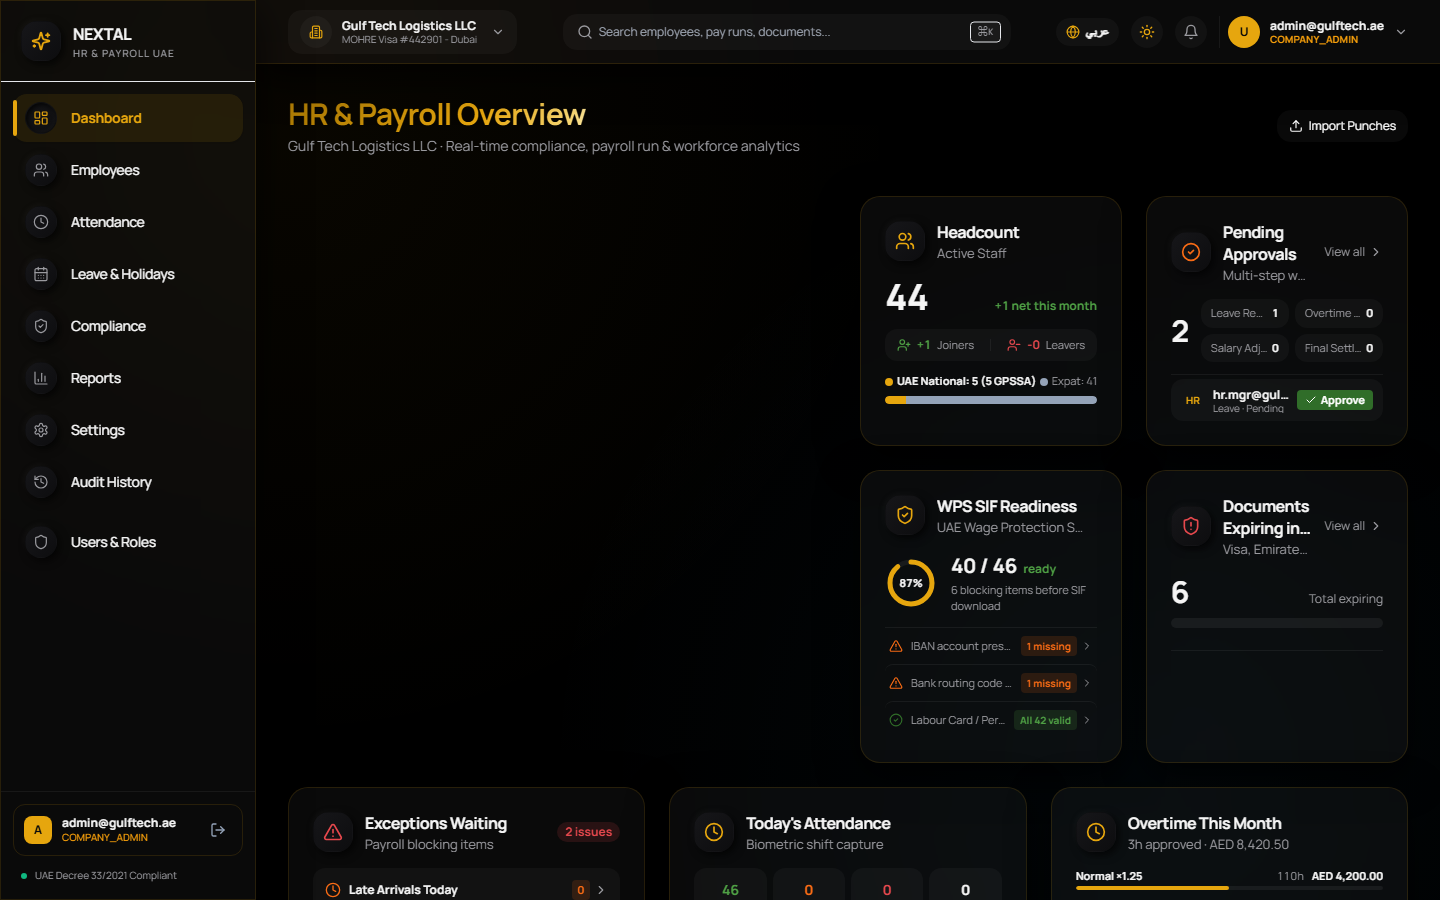 NEXTAL
HR & PAYROLL UAE
Dashboard
Employees
Attendance
Leave & Holidays
Compliance
Reports
Settings
Audit History
Users & Roles
A
admin@gulftech.ae
COMPANY_ADMIN
UAE Decree 33/2021 Compliant
Gulf Tech Logistics LLC
MOHRE Visa #442901 - Dubai
Search employees, pay runs, documents...
⌘K
عربي
U
admin@gulftech.ae
COMPANY_ADMIN
HR & Payroll Overview
Gulf Tech Logistics LLC · Real-time compliance, payroll run & workforce analytics
Import Punches
Headcount
Active Staff
44
+1 net this month
+1 Joiners
-0 Leavers
UAE National: 5 (5 GPSSA)
Expat: 41
Pending
Approvals
Multi-step w...
View all
2
Leave Re... 1
Overtime ... 0
Salary Adj... 0
Final Settl... 0
HR
hr.mgr@gul...
Leave · Pending
Approve
WPS SIF Readiness
UAE Wage Protection S...
87%
40 / 46 ready
6 blocking items before SIF
download
IBAN account pres... 1 missing
Bank routing code ... 1 missing
Labour Card / Per... All 42 valid
Documents
Expiring in...
Visa, Emirate...
View all
6
Total expiring
Exceptions Waiting
Payroll blocking items
2 issues
Late Arrivals Today
0
Today's Attendance
Biometric shift capture
46
0
0
0
Overtime This Month
3h approved · AED 8,420.50
Normal ×1.25
110h AED 4,200.00